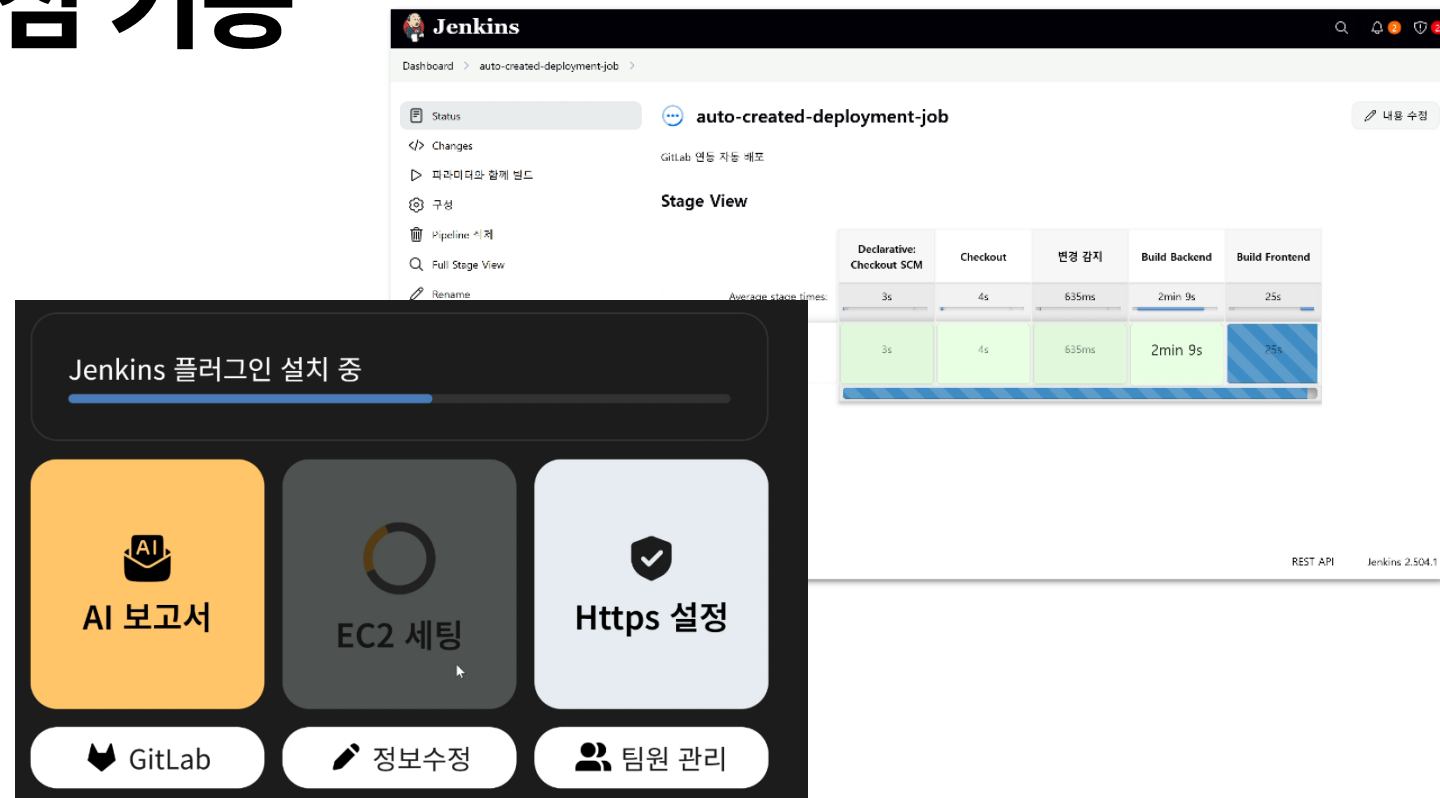 기능
Jenkins
2
2
Dashboard > auto-created-deployment-job >
Status
Changes
파라미터와 함께 빌드
구성
Pipeline 삭제
Full Stage View
Rename
auto-created-deployment-job
내용 수정
GitLab 연동 자동 배포
Stage View
Declarative: Checkout SCM
Checkout
변경 감지
Build Backend
Build Frontend
Average stage times:
3s
4s
635ms
2min 9s
25s
3s
4s
635ms
2min 9s
25s
REST API
Jenkins 2.504.1
Jenkins 플러그인 설치 중
AI
AI 보고서
EC2 세팅
Https 설정
GitLab
정보수정
팀원 관리